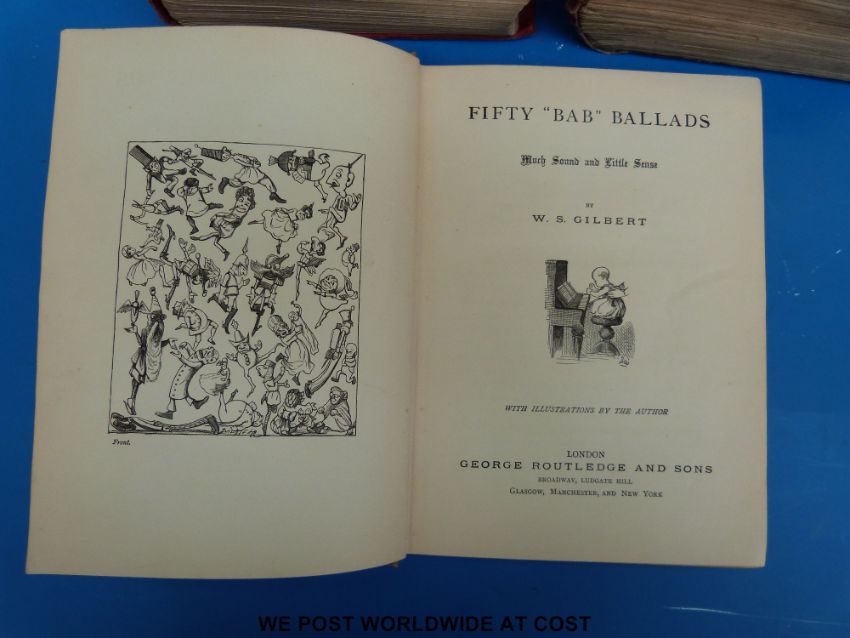 Front.
FIFTY "BAB" BALLADS
Much Sound and Little Sense
BY
W. S. GILBERT
WITH ILLUSTRATIONS BY THE AUTHOR
LONDON
GEORGE ROUTLEDGE AND SONS
BROADWAY, LUDGATE HILL
GLASGOW, MANCHESTER, AND NEW YORK
WE POST WORLDWIDE AT COST